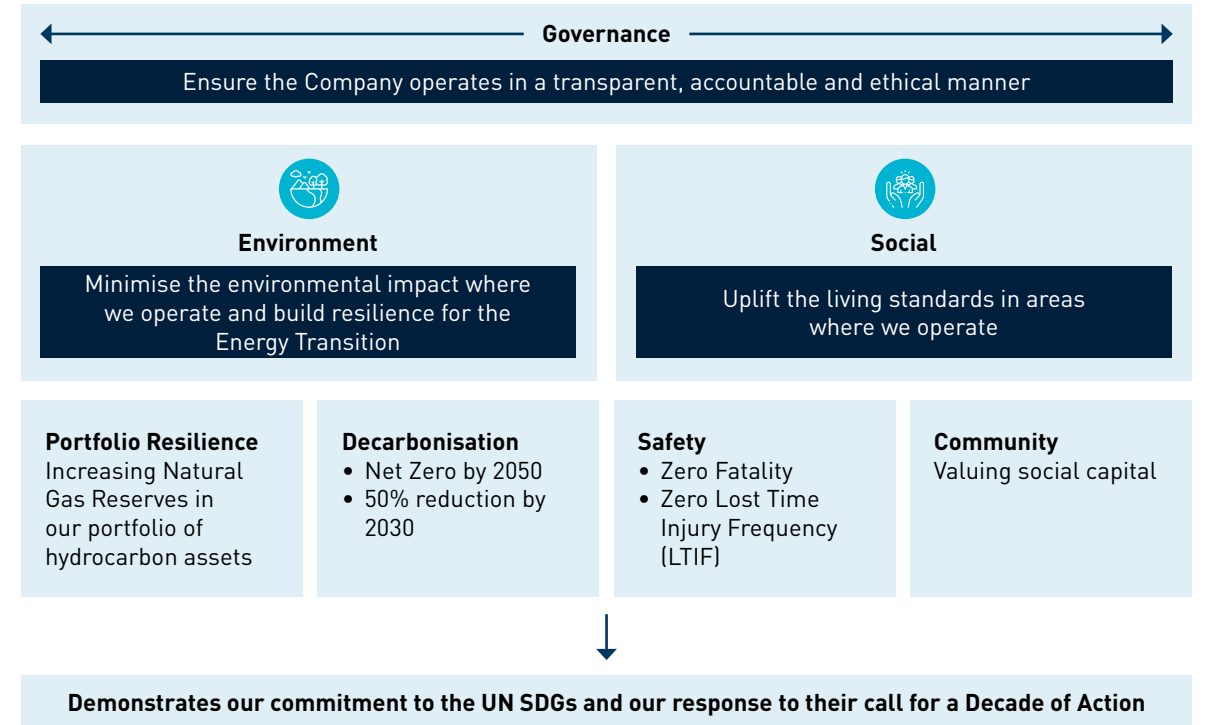 Governance
Ensure the Company operates in a transparent, accountable and ethical manner
Environment
Minimise the environmental impact where
we operate and build resilience for the
Energy Transition
Social
Uplift the living standards in areas
where we operate
Portfolio Resilience
Increasing Natural
Gas Reserves in
our portfolio of
hydrocarbon assets
Decarbonisation
• Net Zero by 2050
• 50% reduction by
2030
Safety
• Zero Fatality
• Zero Lost Time
Injury Frequency
(LTIF)
Community
Valuing social capital
Demonstrates our commitment to the UN SDGs and our response to their call for a Decade of Action